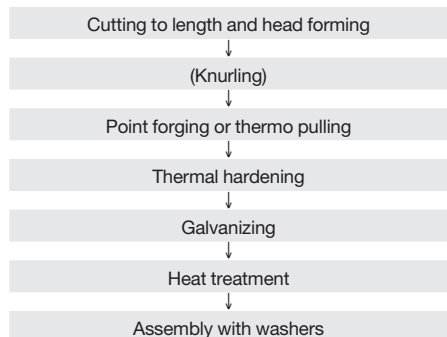 Cutting to length and head forming
(Knurling)
Point forging or thermo pulling
Thermal hardening
Galvanizing
Heat treatment
Assembly with washers